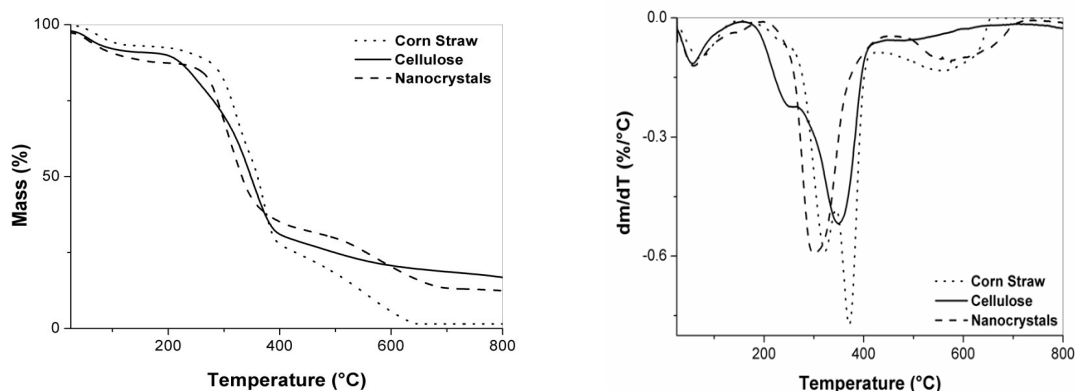 100
50
0
Mass (%)
Corn Straw
Cellulose
Nanocrystals
200 400 600 800
Temperature (°C)
0.0
-0.3
-0.6
dm/dT (%/°C)
Corn Straw
Cellulose
Nanocrystals
200 400 600 800
Temperature (°C)